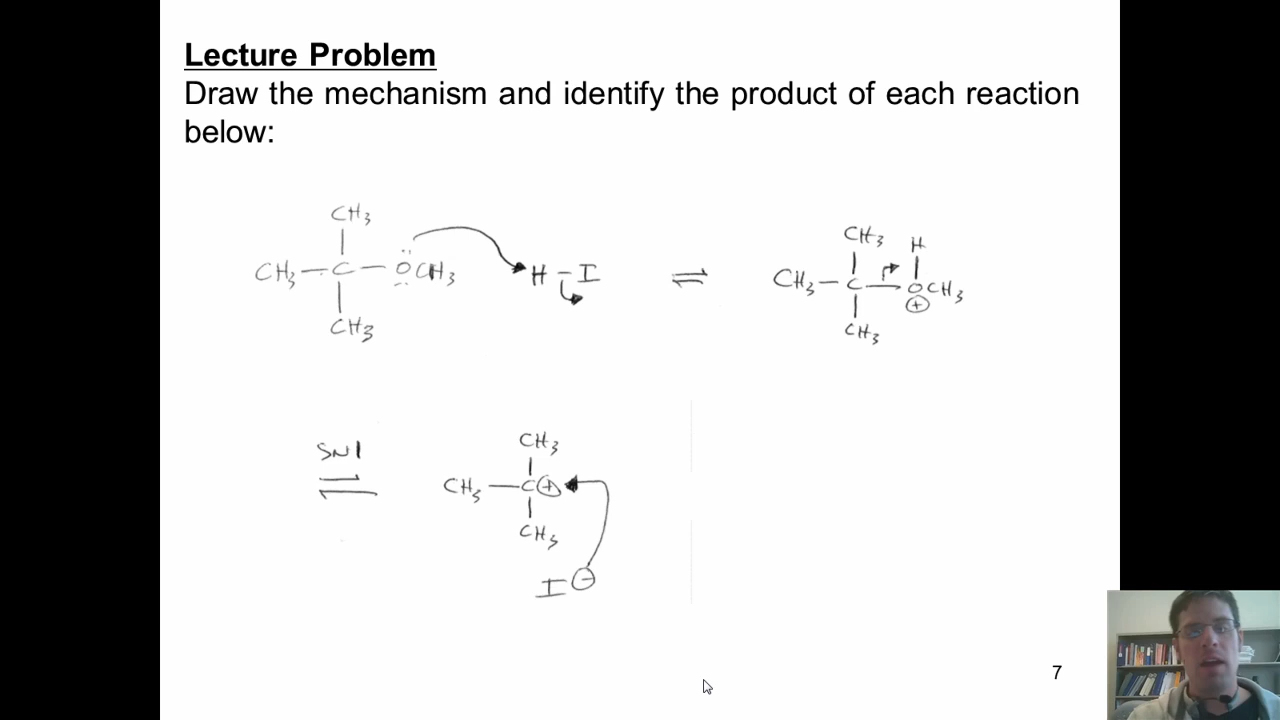 Lecture Problem
Draw the mechanism and identify the product of each reaction
below:
CH3
CH3 — C — OCH3 H – I ⇌
CH3
CH3 H
CH3 – C — OCH3
⊕
CH3
SN1
⇌
CH3
CH3 — C⊕
CH3
I⊖
7